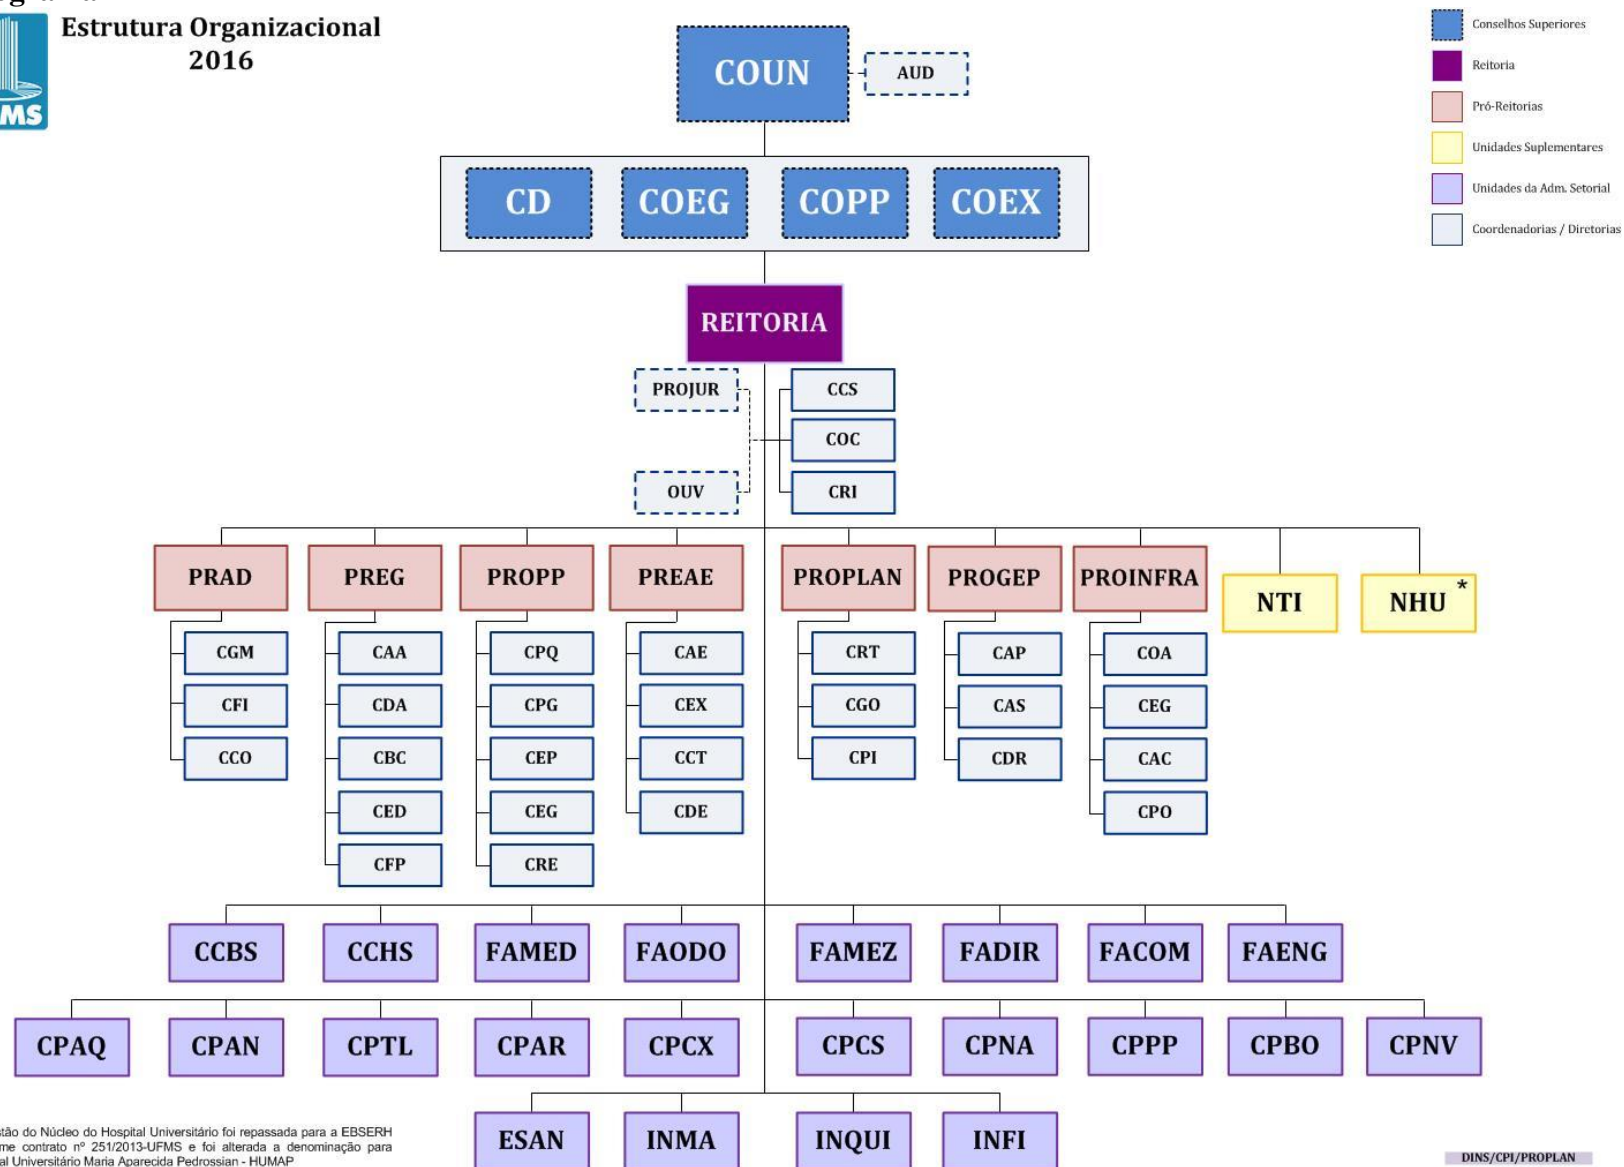 Estrutura Organizacional
2016
MS
COUN
AUD
Conselhos Superiores
Reitoria
Pró-Reitorias
Unidades Suplementares
Unidades da Adm. Setorial
Coordenadorias / Diretorias
CD COEG COPP COEX
REITORIA
PROJUR CCS
COC
OUV CRI
PRAD PREG PROPP PREAE PROPLAN PROGEP PROINFRA NTI NHU *
CGM CAA CPQ CAE CRT CAP COA
CFI CDA CPG CEX CGO CAS CEG
CCO CBC CEP CCT CPI CDR CAC
CED CEG CDE CPO
CFP CRE
CCBS CCHS FAMED FAODO FAMEZ FADIR FACOM FAENG
CPAQ CPAN CPTL CPAR CPCX CPCS CPNA CPPP CPBO CPNV
ESAN INMA INQUI INFI
do Núcleo do Hospital Universitário foi repassada para a EBSERH
contrato nº 251/2013-UFMS e foi alterada a denominação para
Universitário Maria Aparecida Pedrossian - HUMAP
DINS/CPI/PROPLAN